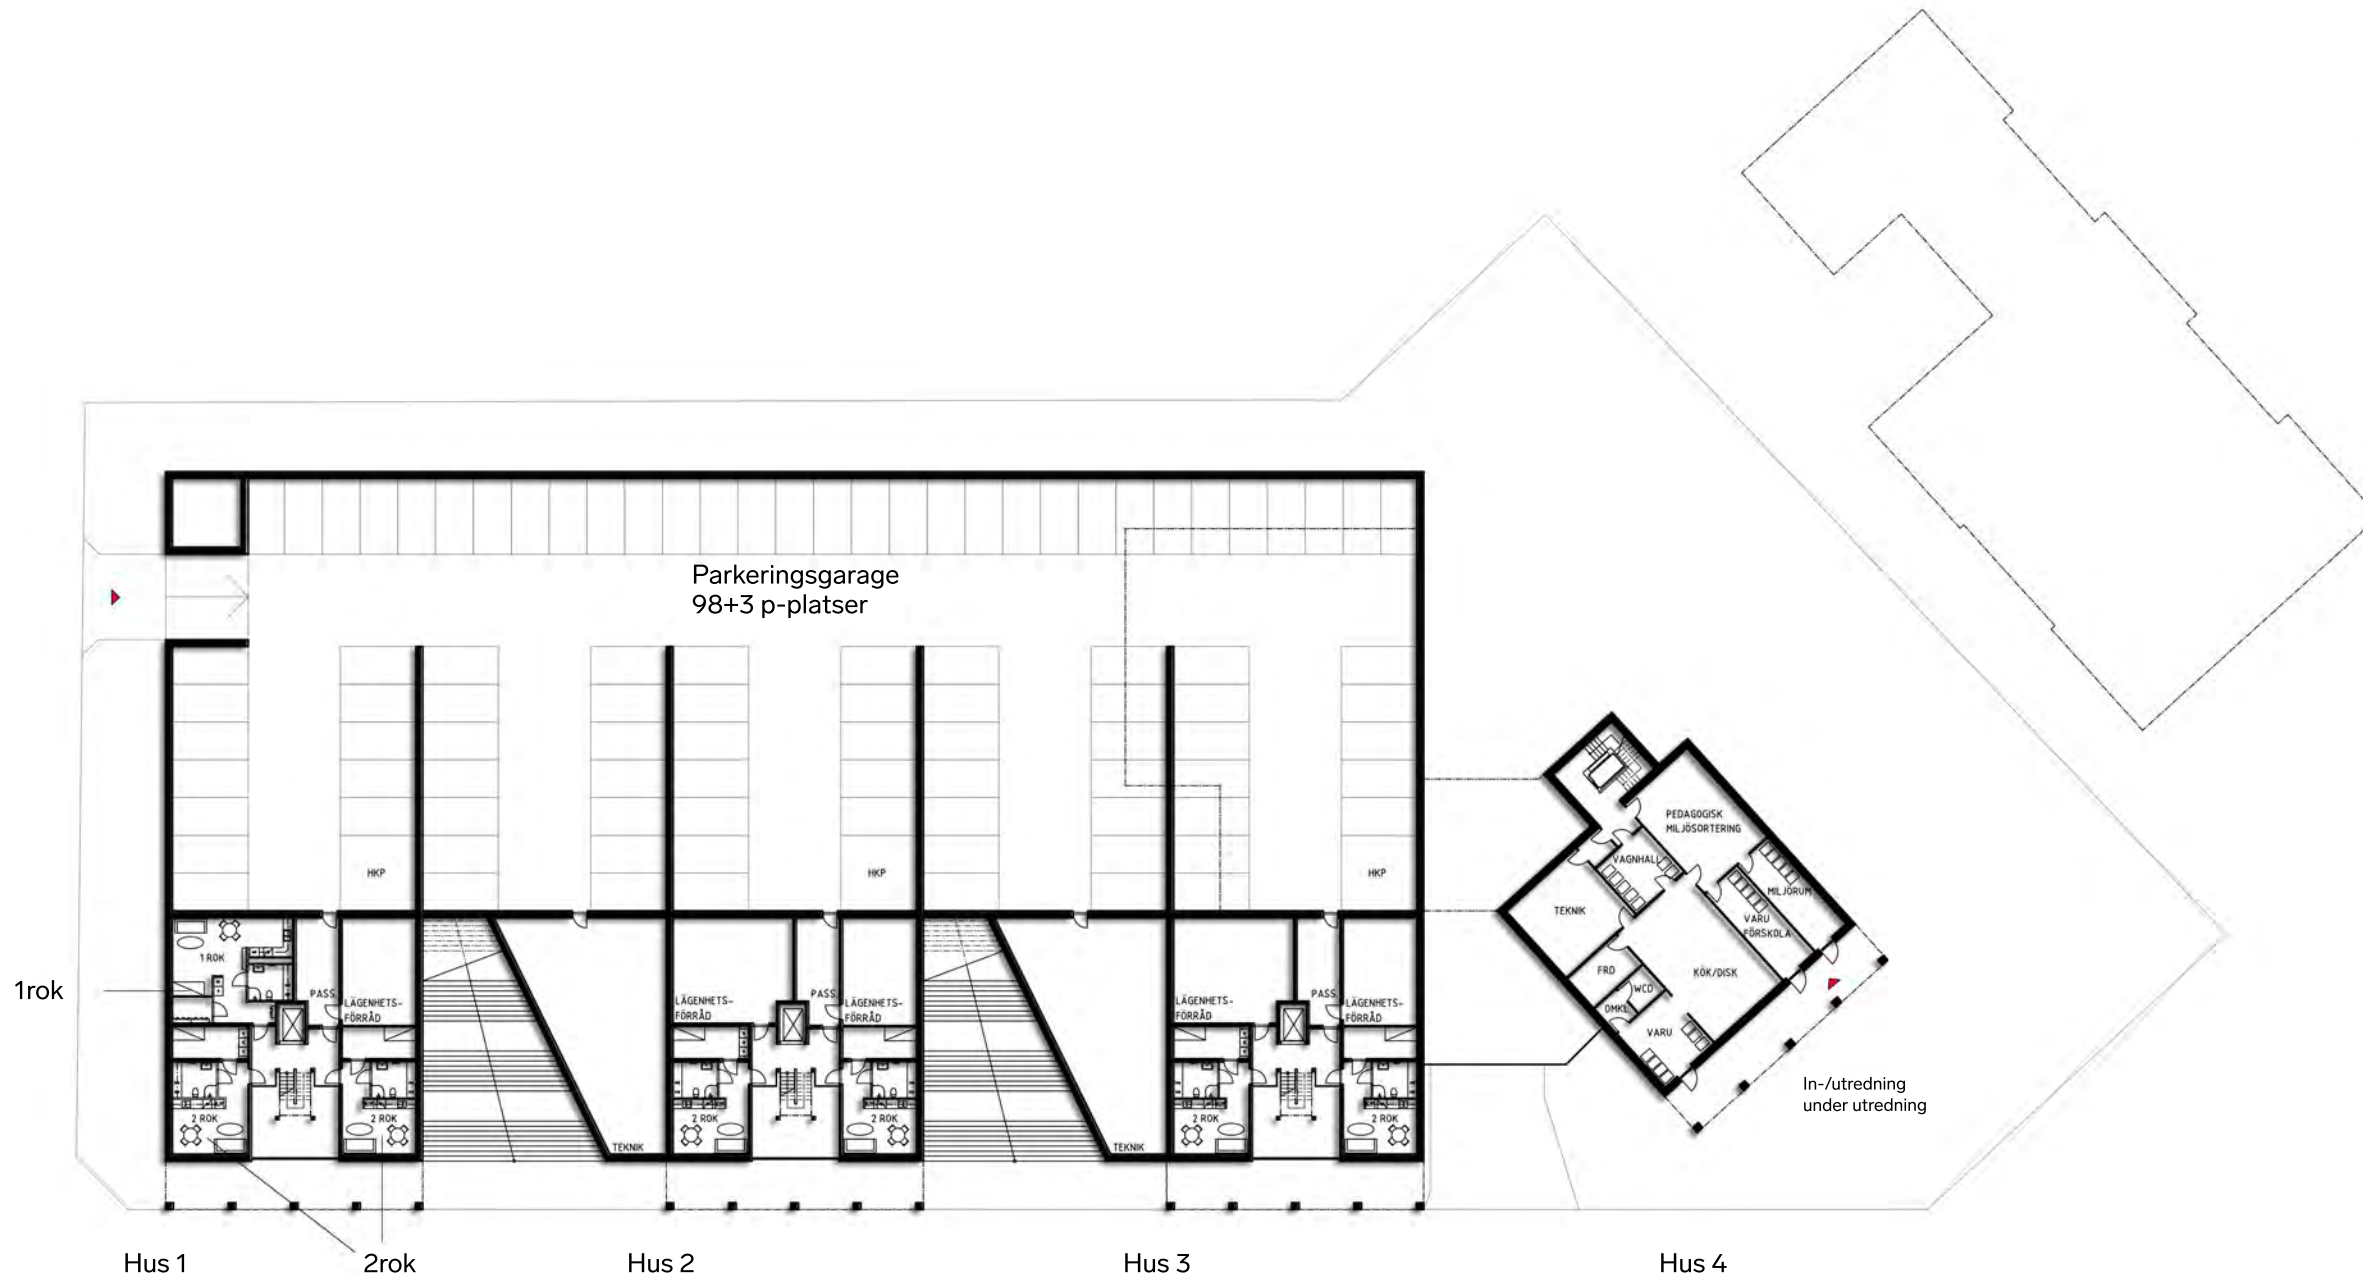 Parkeringsgarage
98+3 p-platser
HKP
HKP
HKP
PEDAGOGISK
MILJÖSORTERING
VAGNHALL
MILJÖRUM
TEKNIK
VARU
FÖRSKOLA
FRD
KÖK/DISK
WCD
OMKL
VARU
1 ROK
1rok
PASS.
LÄGENHETS-
FÖRRÅD
LÄGENHETS-
FÖRRÅD
PASS.
LÄGENHETS-
FÖRRÅD
LÄGENHETS-
FÖRRÅD
PASS.
LÄGENHETS-
FÖRRÅD
2 ROK
2 ROK
TEKNIK
2 ROK
2 ROK
TEKNIK
2 ROK
2 ROK
In-/utredning
under utredning
Hus 1
2rok
Hus 2
Hus 3
Hus 4